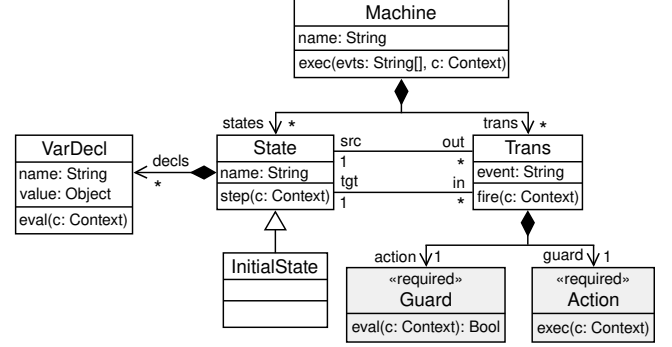 Machine
name: String
exec(evts: String[], c: Context)
states *
trans *
VarDecl
name: String
value: Object
eval(c: Context)
decls
*
State
name: String
step(c: Context)
src out
1 *
tgt in
1 *
Trans
event: String
fire(c: Context)
InitialState
action 1
guard 1
«required»
Guard
eval(c: Context): Bool
«required»
Action
exec(c: Context)